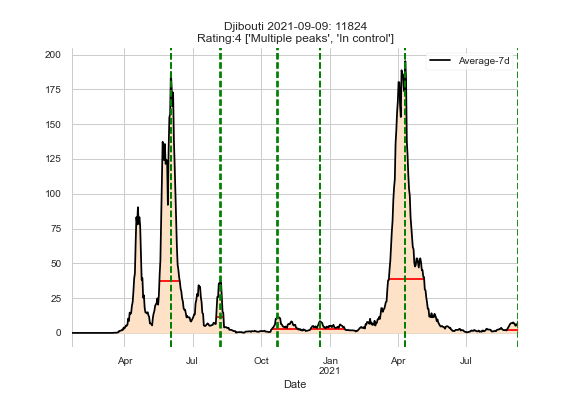 Djibouti 2021-09-09: 11824
Rating:4 ['Multiple peaks', 'In control']
Average-7d
200
175
150
125
100
75
50
25
0
Apr Jul Oct Jan Apr Jul
2021
Date